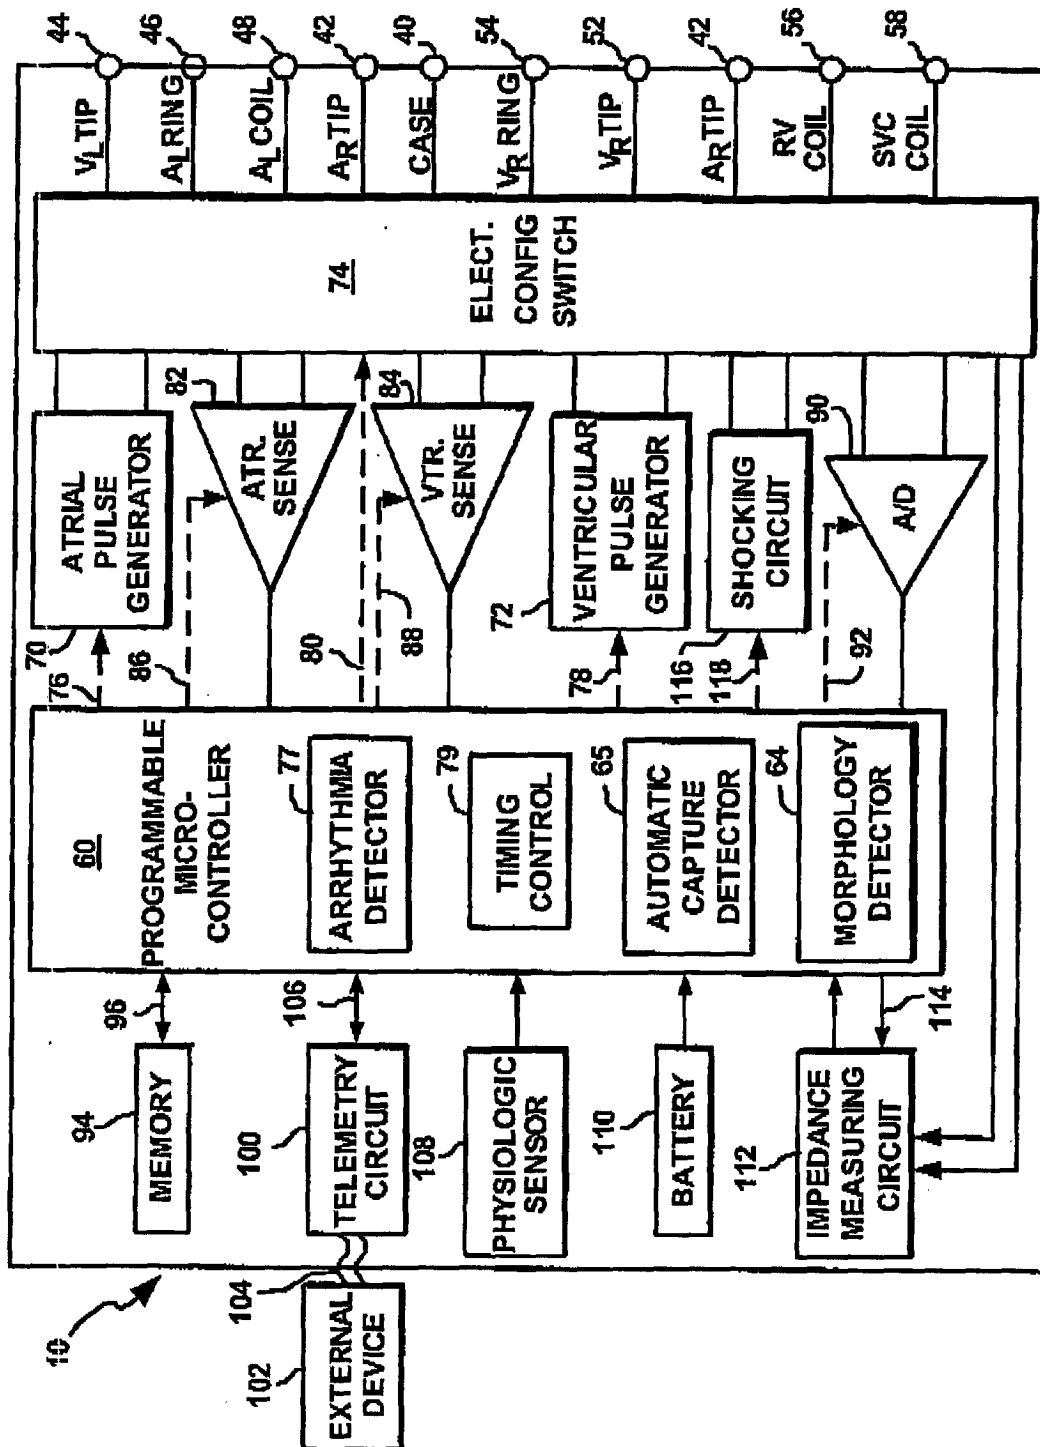 10
102
EXTERNAL
DEVICE
104
100
TELEMETRY
CIRCUIT
106
94
MEMORY
96
108
PHYSIOLOGIC
SENSOR
110
BATTERY
112
IMPEDANCE
MEASURING
CIRCUIT
114
60
PROGRAMMABLE
MICRO-
CONTROLLER
77
ARRHYTHMIA
DETECTOR
79
TIMING
CONTROL
65
AUTOMATIC
CAPTURE
DETECTOR
64
MORPHOLOGY
DETECTOR
70
76
ATRIAL
PULSE
GENERATOR
86
82
ATR.
SENSE
80
88
84
VTR.
SENSE
72
78
VENTRICULAR
PULSE
GENERATOR
116
118
SHOCKING
CIRCUIT
92
90
A/D
74
ELECT.
CONFIG
SWITCH
VL TIP
44
AL RING
46
AL COIL
48
AR TIP
42
CASE
40
VR RING
54
VR TIP
52
AR TIP
42
RV
COIL
56
SVC
COIL
58